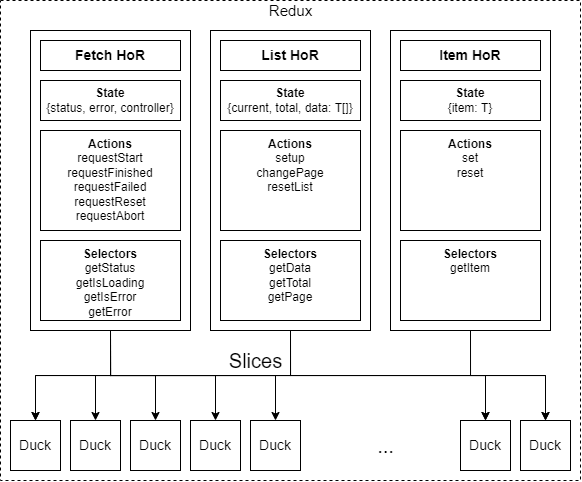 Redux
Fetch HoR
State
{status, error, controller}
Actions
requestStart
requestFinished
requestFailed
requestReset
requestAbort
Selectors
getStatus
getIsLoading
getIsError
getError
List HoR
State
{current, total, data: T[]}
Actions
setup
changePage
resetList
Selectors
getData
getTotal
getPage
Item HoR
State
{item: T}
Actions
set
reset
Selectors
getItem
Slices
Duck
Duck
Duck
Duck
Duck
...
Duck
Duck